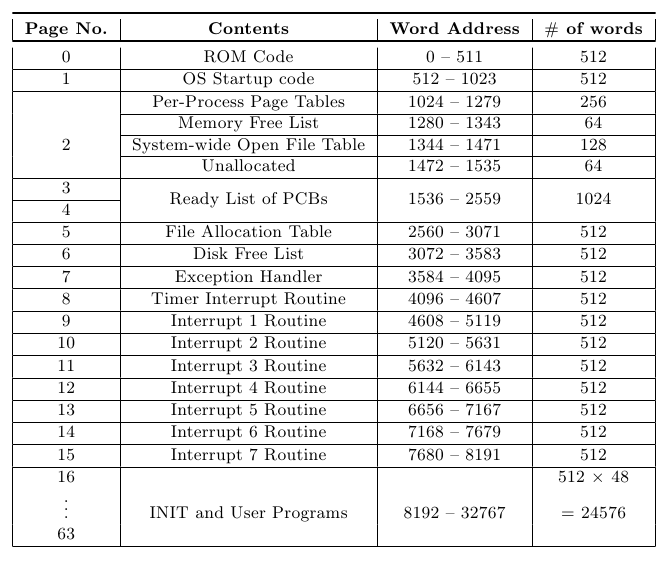 Page No. Contents Word Address # of words
0 ROM Code 0 – 511 512
1 OS Startup code 512 – 1023 512
Per-Process Page Tables 1024 – 1279 256
Memory Free List 1280 – 1343 64
2 System-wide Open File Table 1344 – 1471 128
Unallocated 1472 – 1535 64
3
Ready List of PCBs 1536 – 2559 1024
4
5 File Allocation Table 2560 – 3071 512
6 Disk Free List 3072 – 3583 512
7 Exception Handler 3584 – 4095 512
8 Timer Interrupt Routine 4096 – 4607 512
9 Interrupt 1 Routine 4608 – 5119 512
10 Interrupt 2 Routine 5120 – 5631 512
11 Interrupt 3 Routine 5632 – 6143 512
12 Interrupt 4 Routine 6144 – 6655 512
13 Interrupt 5 Routine 6656 – 7167 512
14 Interrupt 6 Routine 7168 – 7679 512
15 Interrupt 7 Routine 7680 – 8191 512
16 512 × 48
⋮ INIT and User Programs 8192 – 32767 = 24576
63